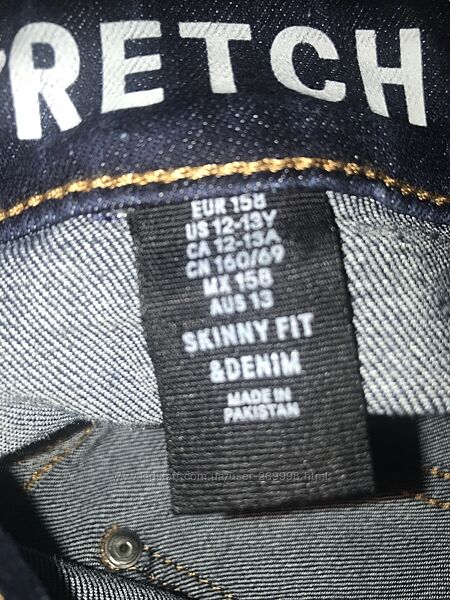 RETCH
EUR 158
US 12-13Y
CA 12-13A
CN 160/69
MX 158
AUS 13
SKINNY FIT
&DENIM
MADE IN
PAKISTAN